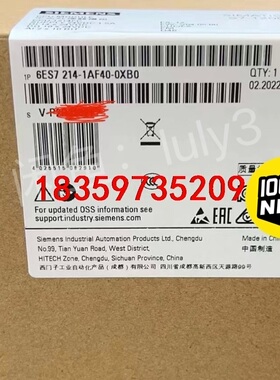 SIEMENS
1P 6ES7 214-1AF40-0XB0
QTY: 1
02.2022
S V-P
luly3
18359735209
100%
NEW
For updated OSS information see
support.industry.siemens.com
EAC
Siemens Industrial Automation Products Ltd., Chengdu
No.99, Tian Yuan Road, West District,
HITECH Zone, Chengdu, Sichuan Province, China
西门子工业自动化产品（成都）有限公司 四川省成都高新西区天源路99号
Made in China
中国制造